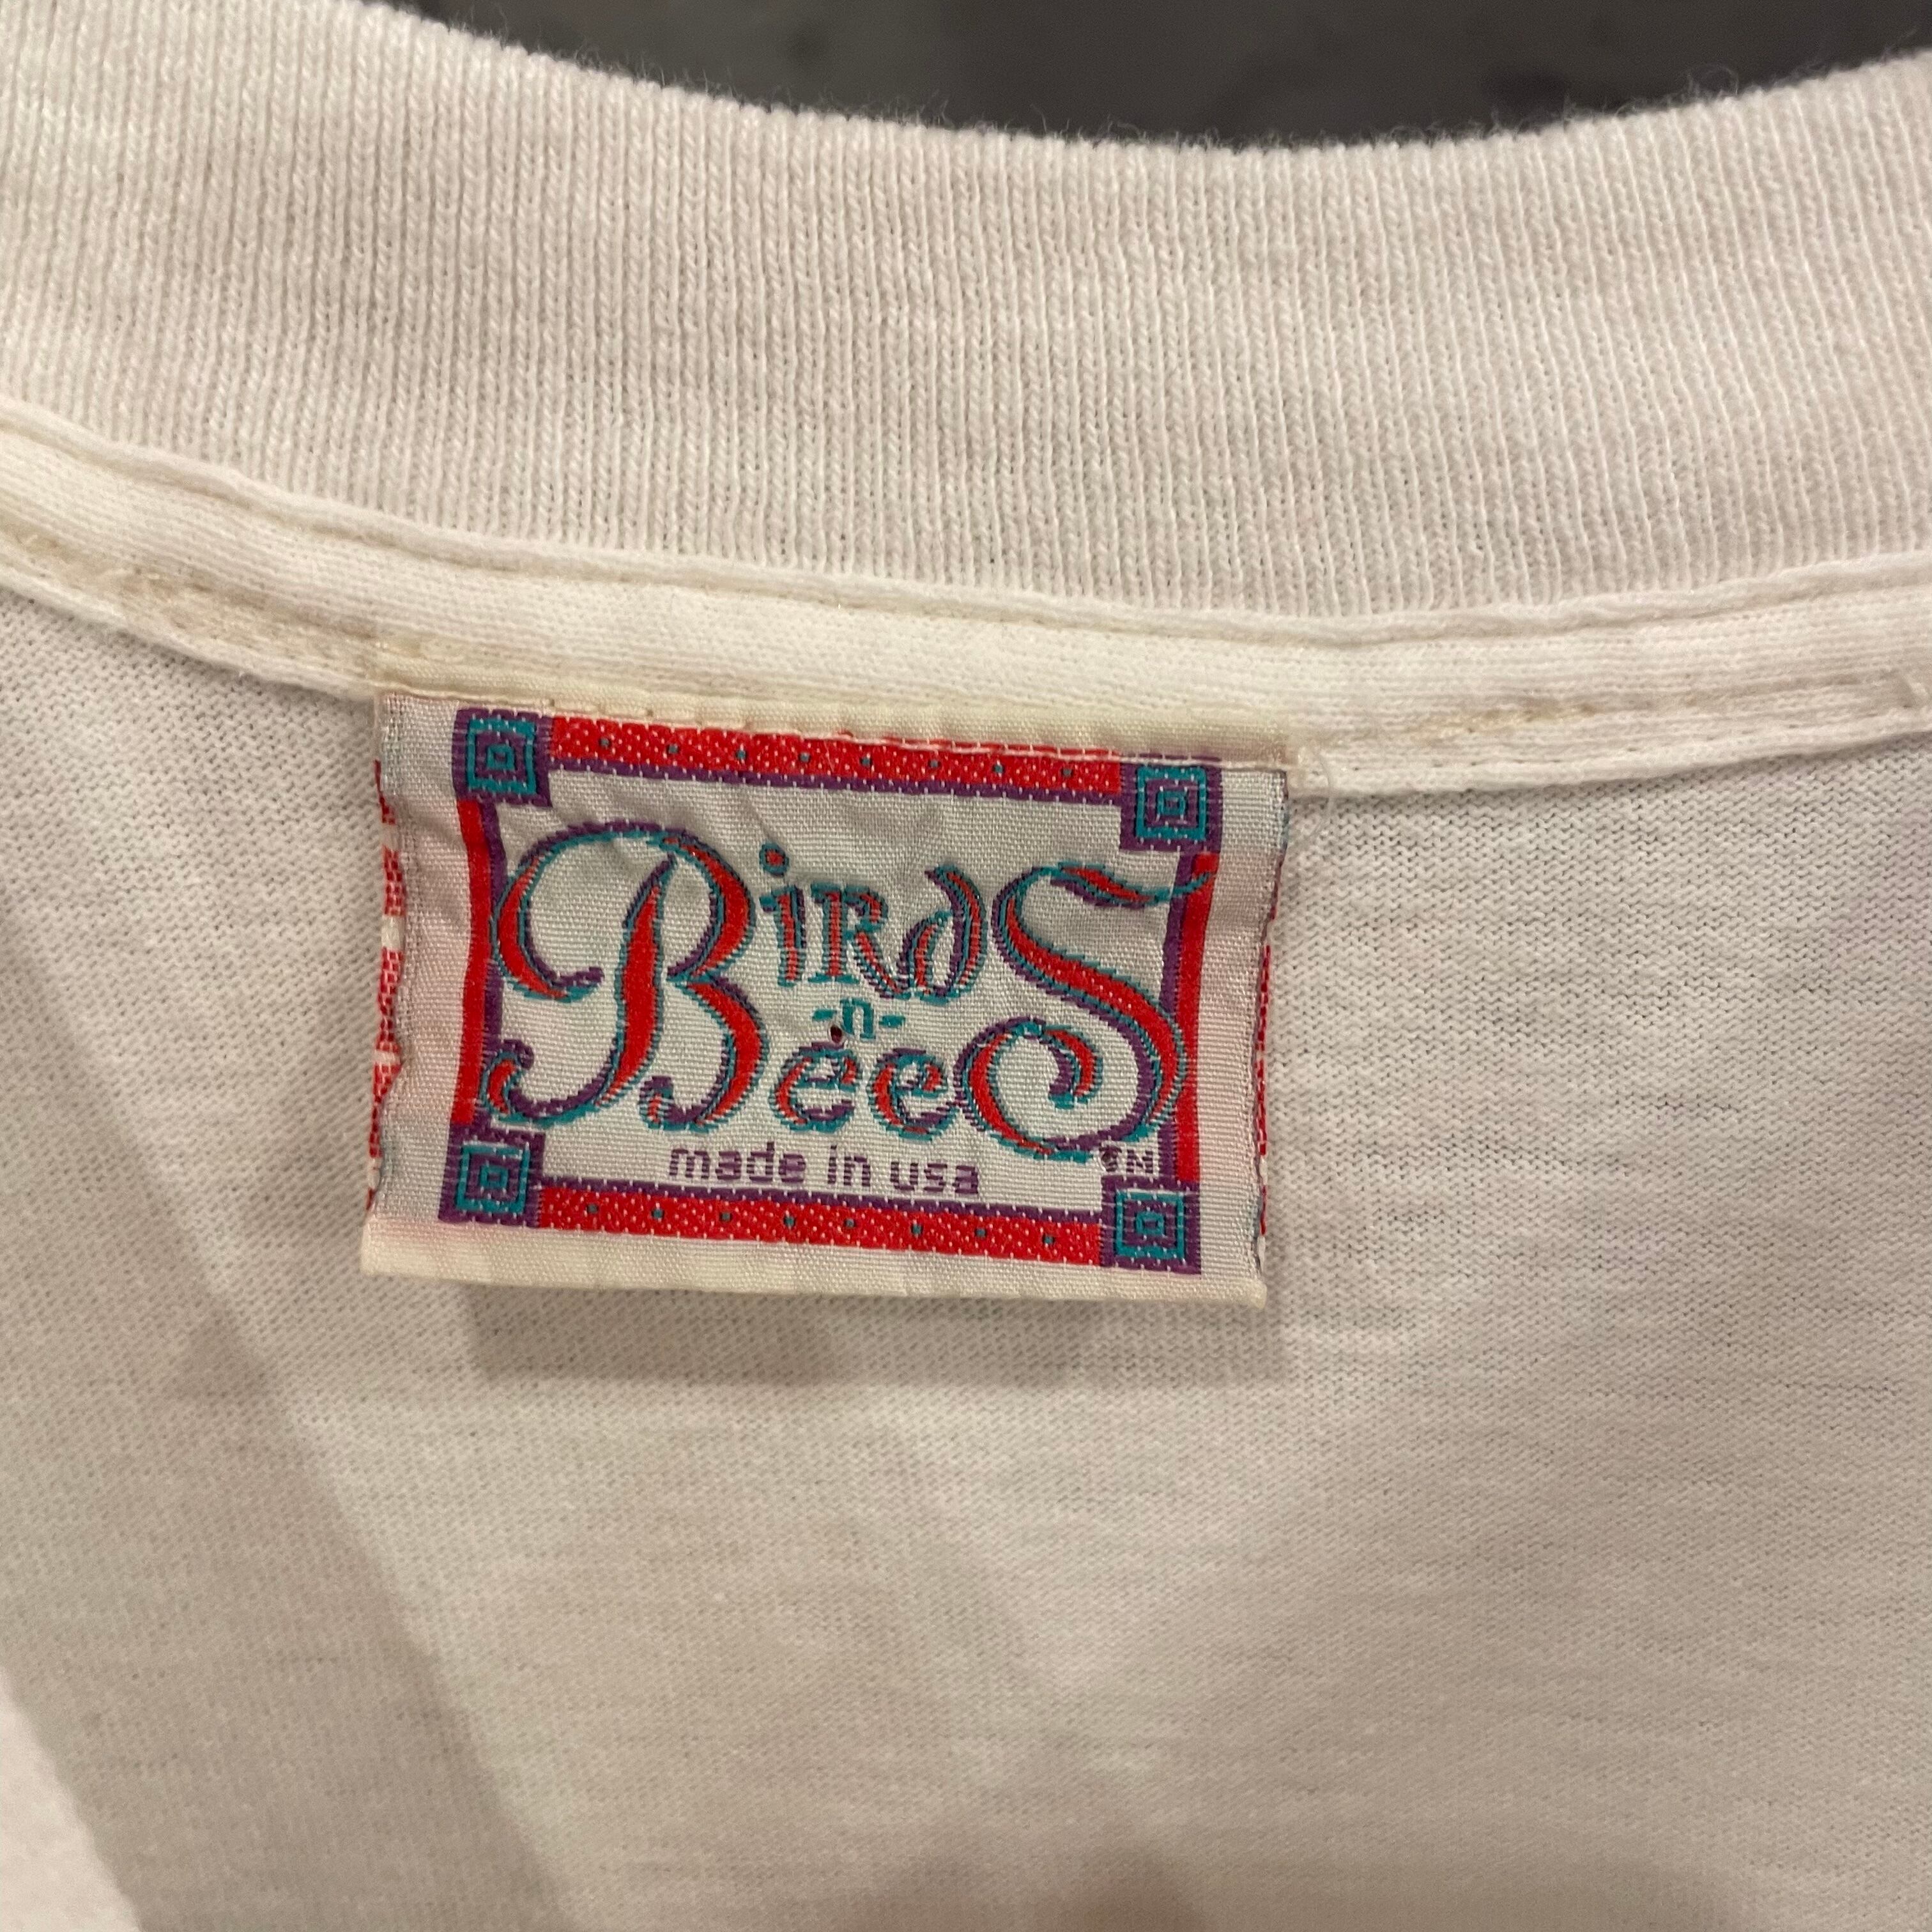 BiRdS
-n-
BeeS
made in usa TM